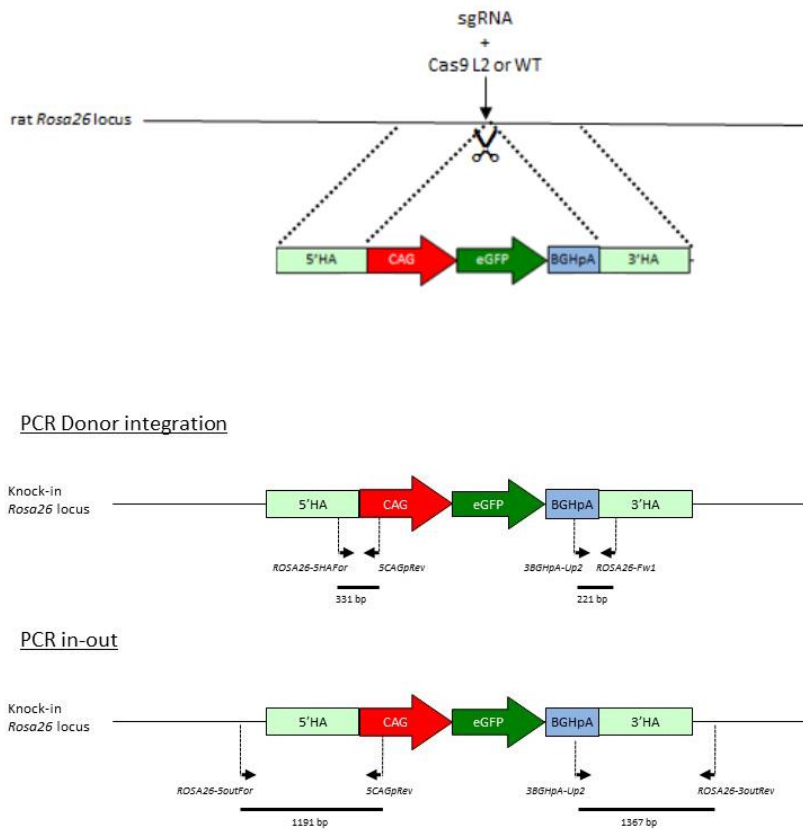 sgRNA
+
Cas9 L2 or WT
rat Rosa26 locus
5'HA CAG eGFP BGHpA 3'HA
PCR Donor integration
Knock-in
Rosa26 locus
5'HA CAG eGFP BGHpA 3'HA
ROSA26-5HAFor 5CAGpRev 3BGHpA-Up2 ROSA26-Fw1
331 bp 221 bp
PCR in-out
Knock-in
Rosa26 locus
5'HA CAG eGFP BGHpA 3'HA
ROSA26-5outFor 5CAGpRev 3BGHpA-Up2 ROSA26-3outRev
1191 bp 1367 bp